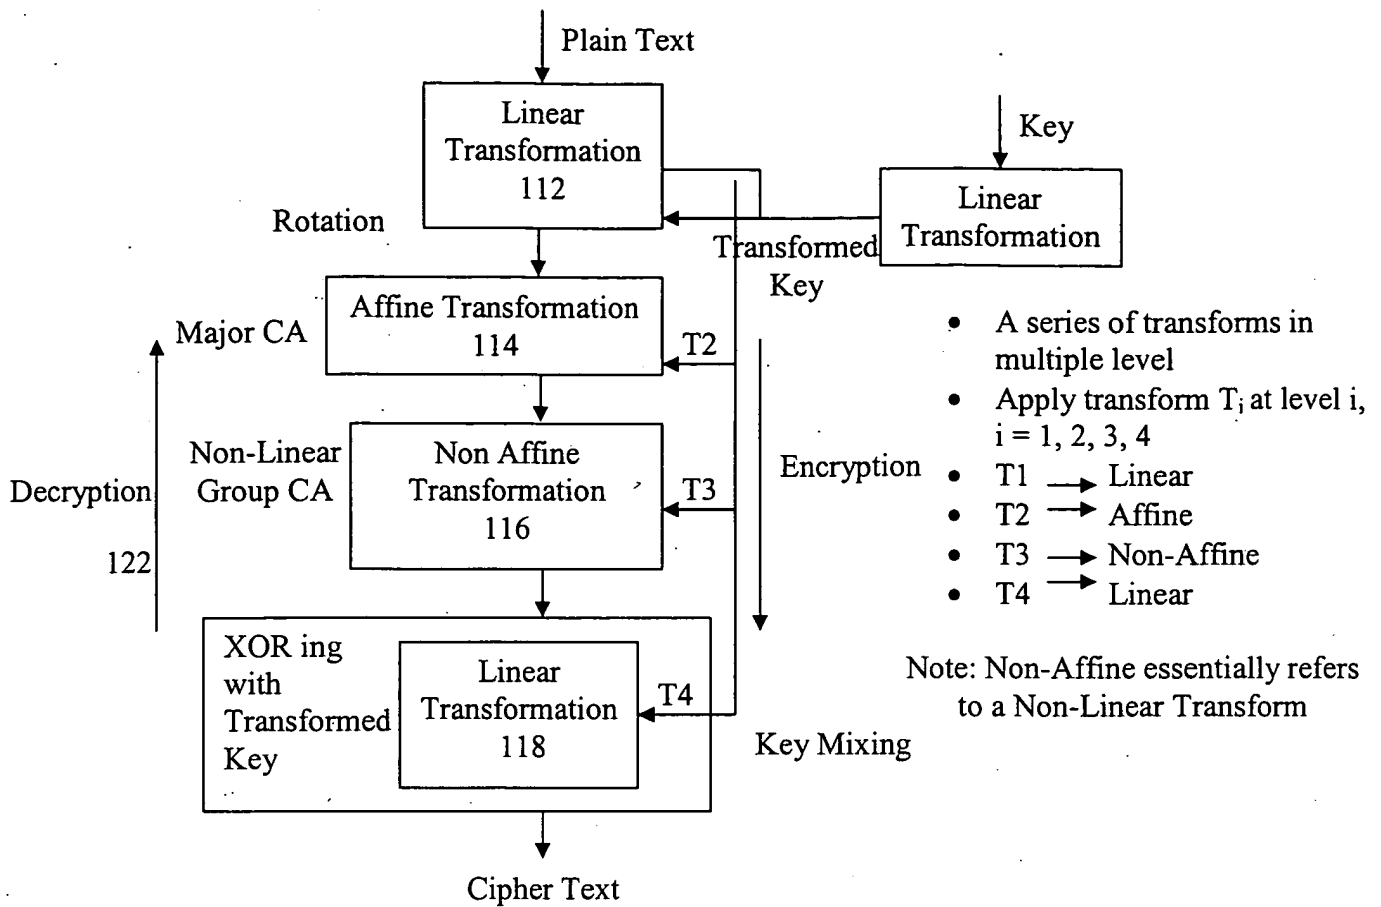 Plain Text
Linear
Transformation
112
Key
Linear
Transformation
Rotation
Transformed
Key
Affine Transformation
114
Major CA
T2
Non-Linear
Group CA
Non Affine
Transformation
116
T3
Encryption
Decryption
122
XOR ing
with
Transformed
Key
Linear
Transformation
118
T4
Key Mixing
Cipher Text
• A series of transforms in
multiple level
• Apply transform Ti at level i,
i = 1, 2, 3, 4
• T1 → Linear
• T2 → Affine
• T3 → Non-Affine
• T4 → Linear
Note: Non-Affine essentially refers
to a Non-Linear Transform